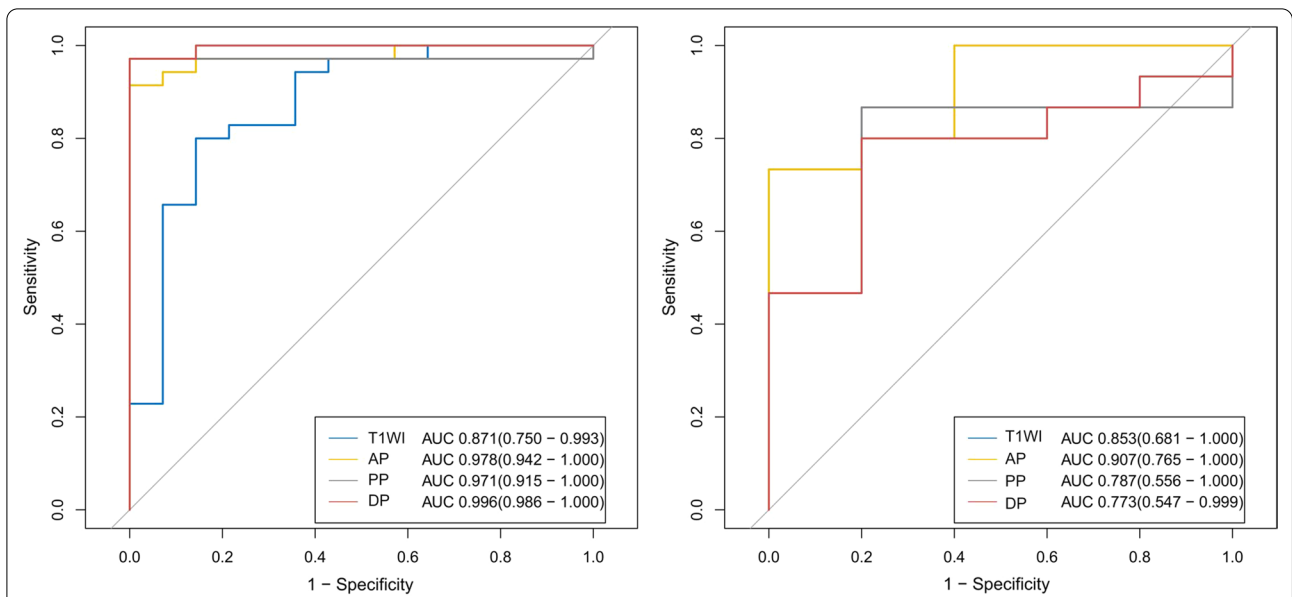 Sensitivity
1.0
0.8
0.6
0.4
0.2
0.0
T1WI AUC 0.871(0.750 − 0.993)
AP AUC 0.978(0.942 − 1.000)
PP AUC 0.971(0.915 − 1.000)
DP AUC 0.996(0.986 − 1.000)
0.0 0.2 0.4 0.6 0.8 1.0
1 − Specificity
Sensitivity
1.0
0.8
0.6
0.4
0.2
0.0
T1WI AUC 0.853(0.681 − 1.000)
AP AUC 0.907(0.765 − 1.000)
PP AUC 0.787(0.556 − 1.000)
DP AUC 0.773(0.547 − 0.999)
0.0 0.2 0.4 0.6 0.8 1.0
1 − Specificity